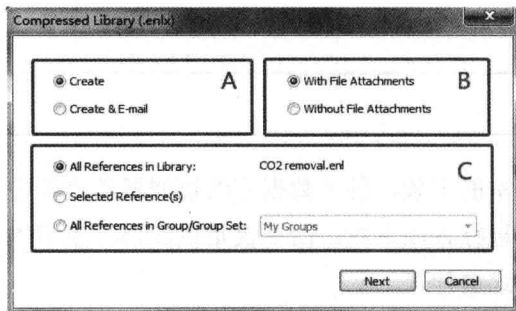 Compressed Library (.enlx)
x
Create
A
Create & E-mail
With File Attachments
B
Without File Attachments
All References in Library:
CO2 removal.enl
C
Selected Reference(s)
All References in Group/Group Set:
My Groups
Next
Cancel